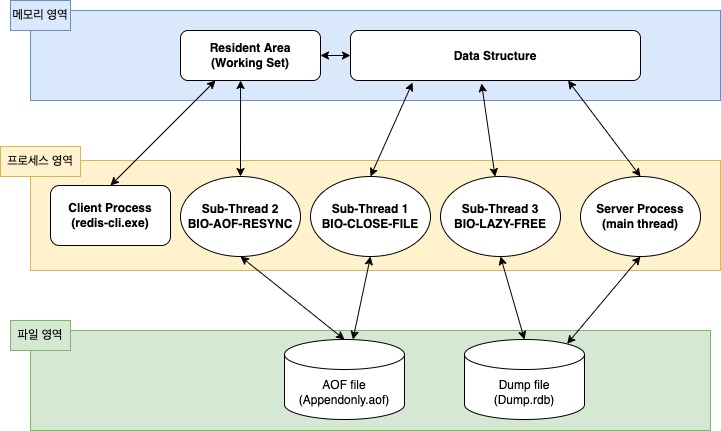 메모리 영역
Resident Area
(Working Set)
Data Structure
프로세스 영역
Client Process
(redis-cli.exe)
Sub-Thread 2
BIO-AOF-RESYNC
Sub-Thread 1
BIO-CLOSE-FILE
Sub-Thread 3
BIO-LAZY-FREE
Server Process
(main thread)
파일 영역
AOF file
(Appendonly.aof)
Dump file
(Dump.rdb)